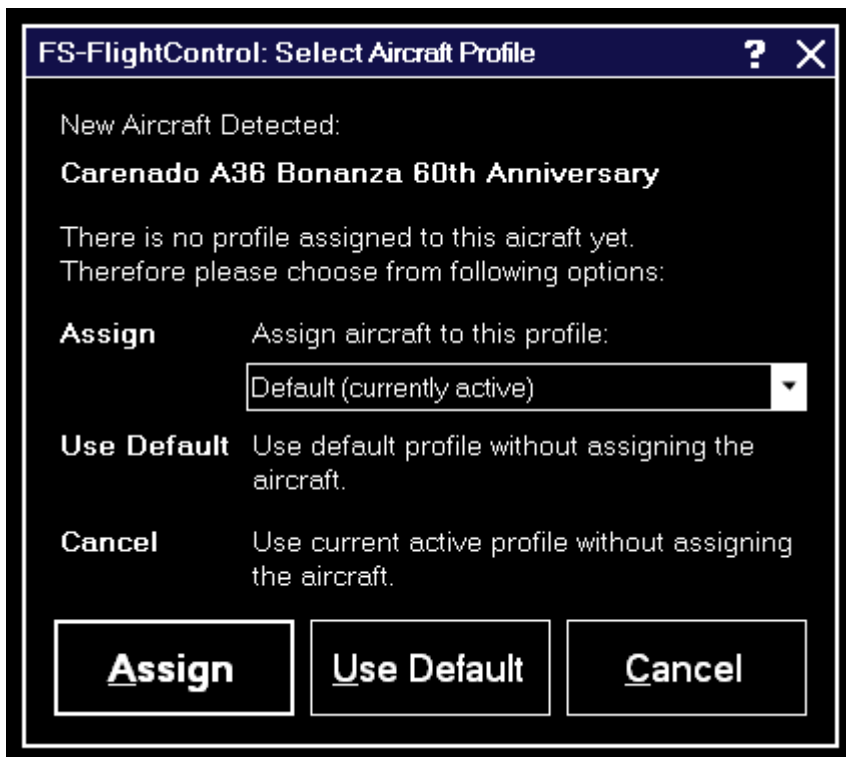 FS-FlightControl: Select Aircraft Profile ? X
New Aircraft Detected:
Carenado A36 Bonanza 60th Anniversary
There is no profile assigned to this aicraft yet.
Therefore please choose from following options:
Assign Assign aircraft to this profile:
Default (currently active)
Use Default Use default profile without assigning the
aircraft.
Cancel Use current active profile without assigning
the aircraft.
Assign Use Default Cancel